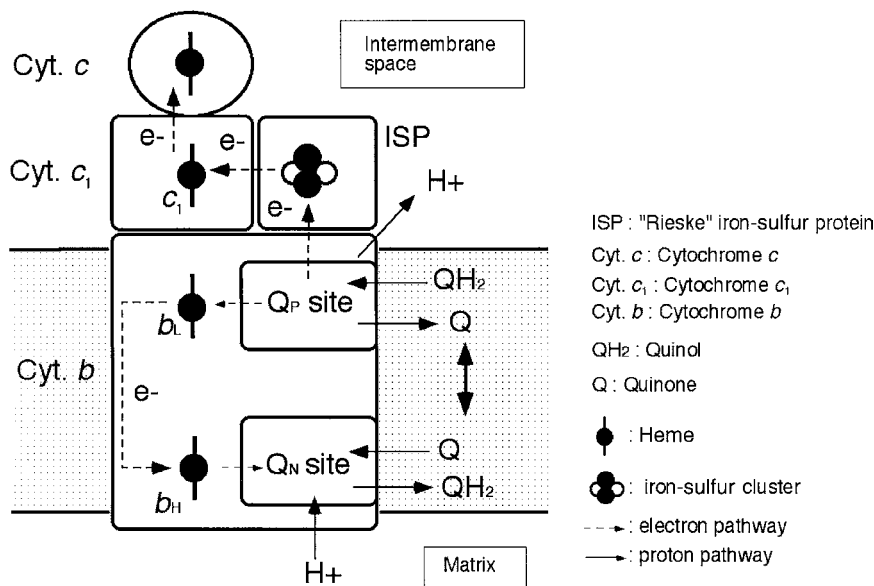 Cyt. c
Intermembrane
space
e-
e-
ISP
Cyt. c₁
c₁
e-
H+
QP site
QH₂
bL
Q
Cyt. b
e-
QN site
Q
bH
QH₂
H+
Matrix
ISP : "Rieske" iron-sulfur protein
Cyt. c : Cytochrome c
Cyt. c₁ : Cytochrome c₁
Cyt. b : Cytochrome b
QH₂ : Quinol
Q : Quinone
: Heme
: iron-sulfur cluster
: electron pathway
: proton pathway